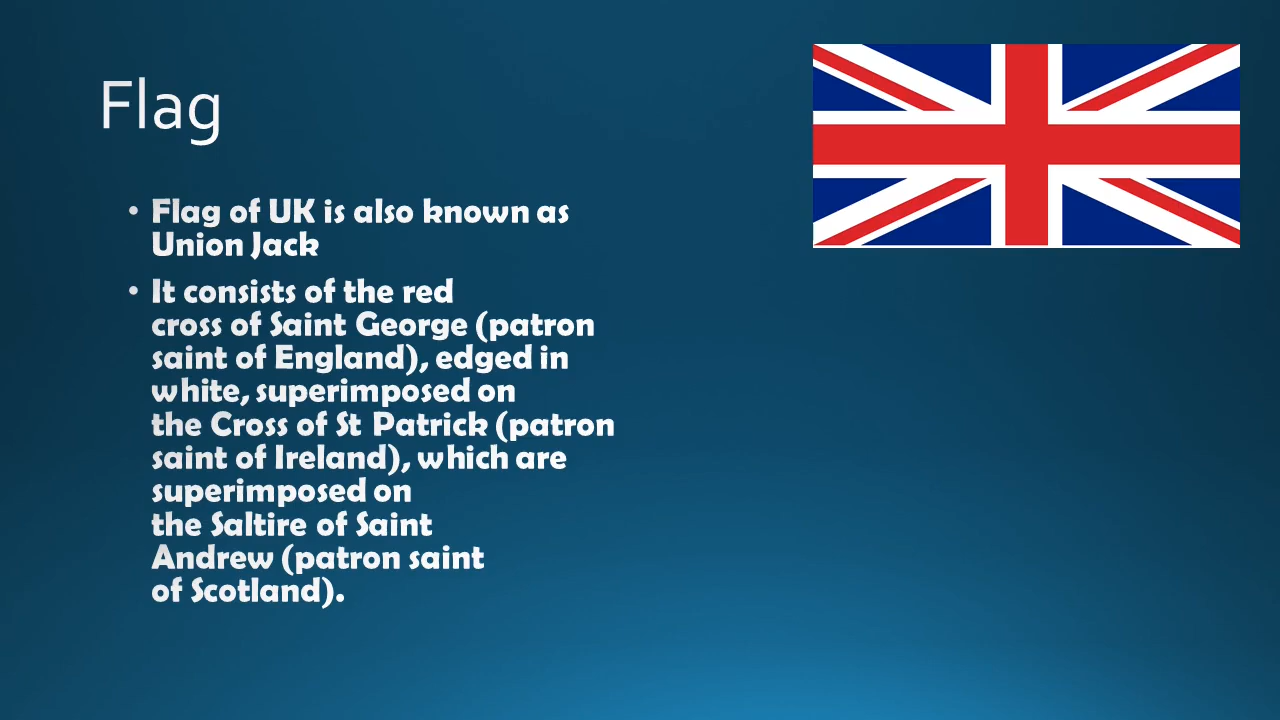 Flag
• Flag of UK is also known as
Union Jack
• It consists of the red
cross of Saint George (patron
saint of England), edged in
white, superimposed on
the Cross of St Patrick (patron
saint of Ireland), which are
superimposed on
the Saltire of Saint
Andrew (patron saint
of Scotland).